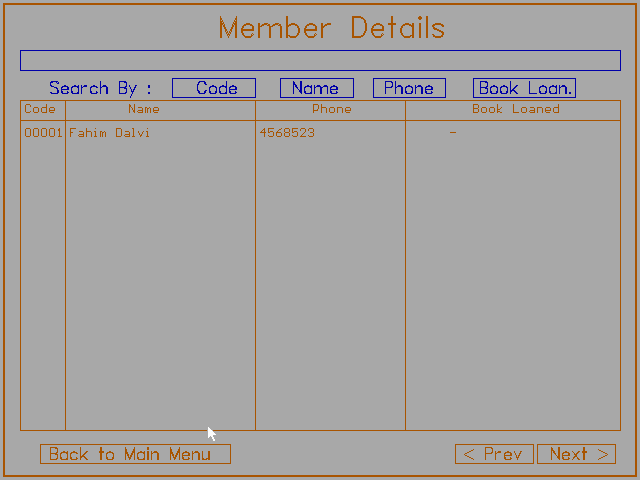 Member Details
Search By : Code Name Phone Book Loan.
Code Name Phone Book Loaned
00001 Fahim Dalvi 4568523 -
Back to Main Menu < Prev Next >